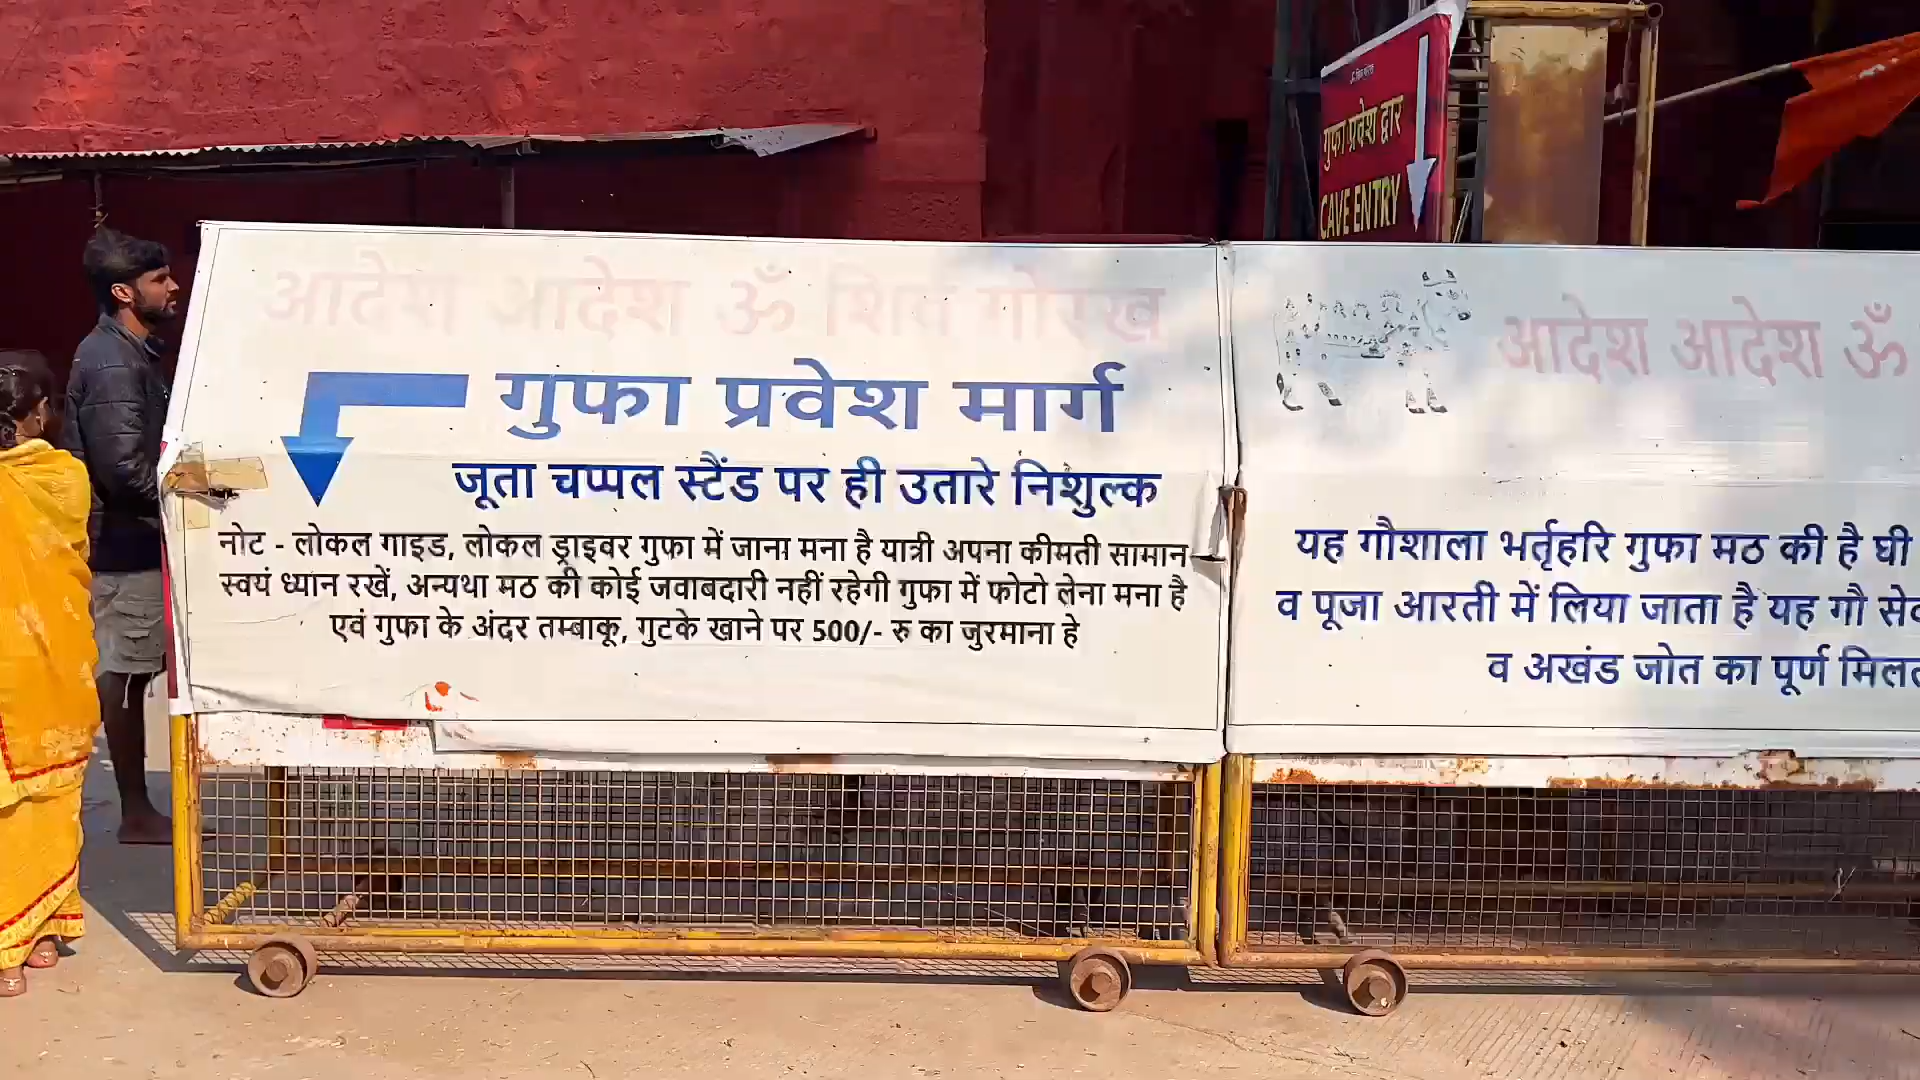 गुफा प्रवेश द्वार
CAVE ENTRY
आदेश आदेश ॐ शिव गोरख
गुफा प्रवेश मार्ग
जूता चप्पल स्टैंड पर ही उतारे निशुल्क
नोट - लोकल गाइड, लोकल ड्राइवर गुफा में जाना मना है यात्री अपना कीमती सामान
स्वयं ध्यान रखें, अन्यथा मठ की कोई जवाबदारी नहीं रहेगी गुफा में फोटो लेना मना है
एवं गुफा के अंदर तम्बाकू, गुटके खाने पर 500/- रु का जुरमाना हे
आदेश आदेश ॐ
यह गौशाला भर्तृहरि गुफा मठ की है घी
व पूजा आरती में लिया जाता है यह गौ
व अखंड जोत का पूर्ण